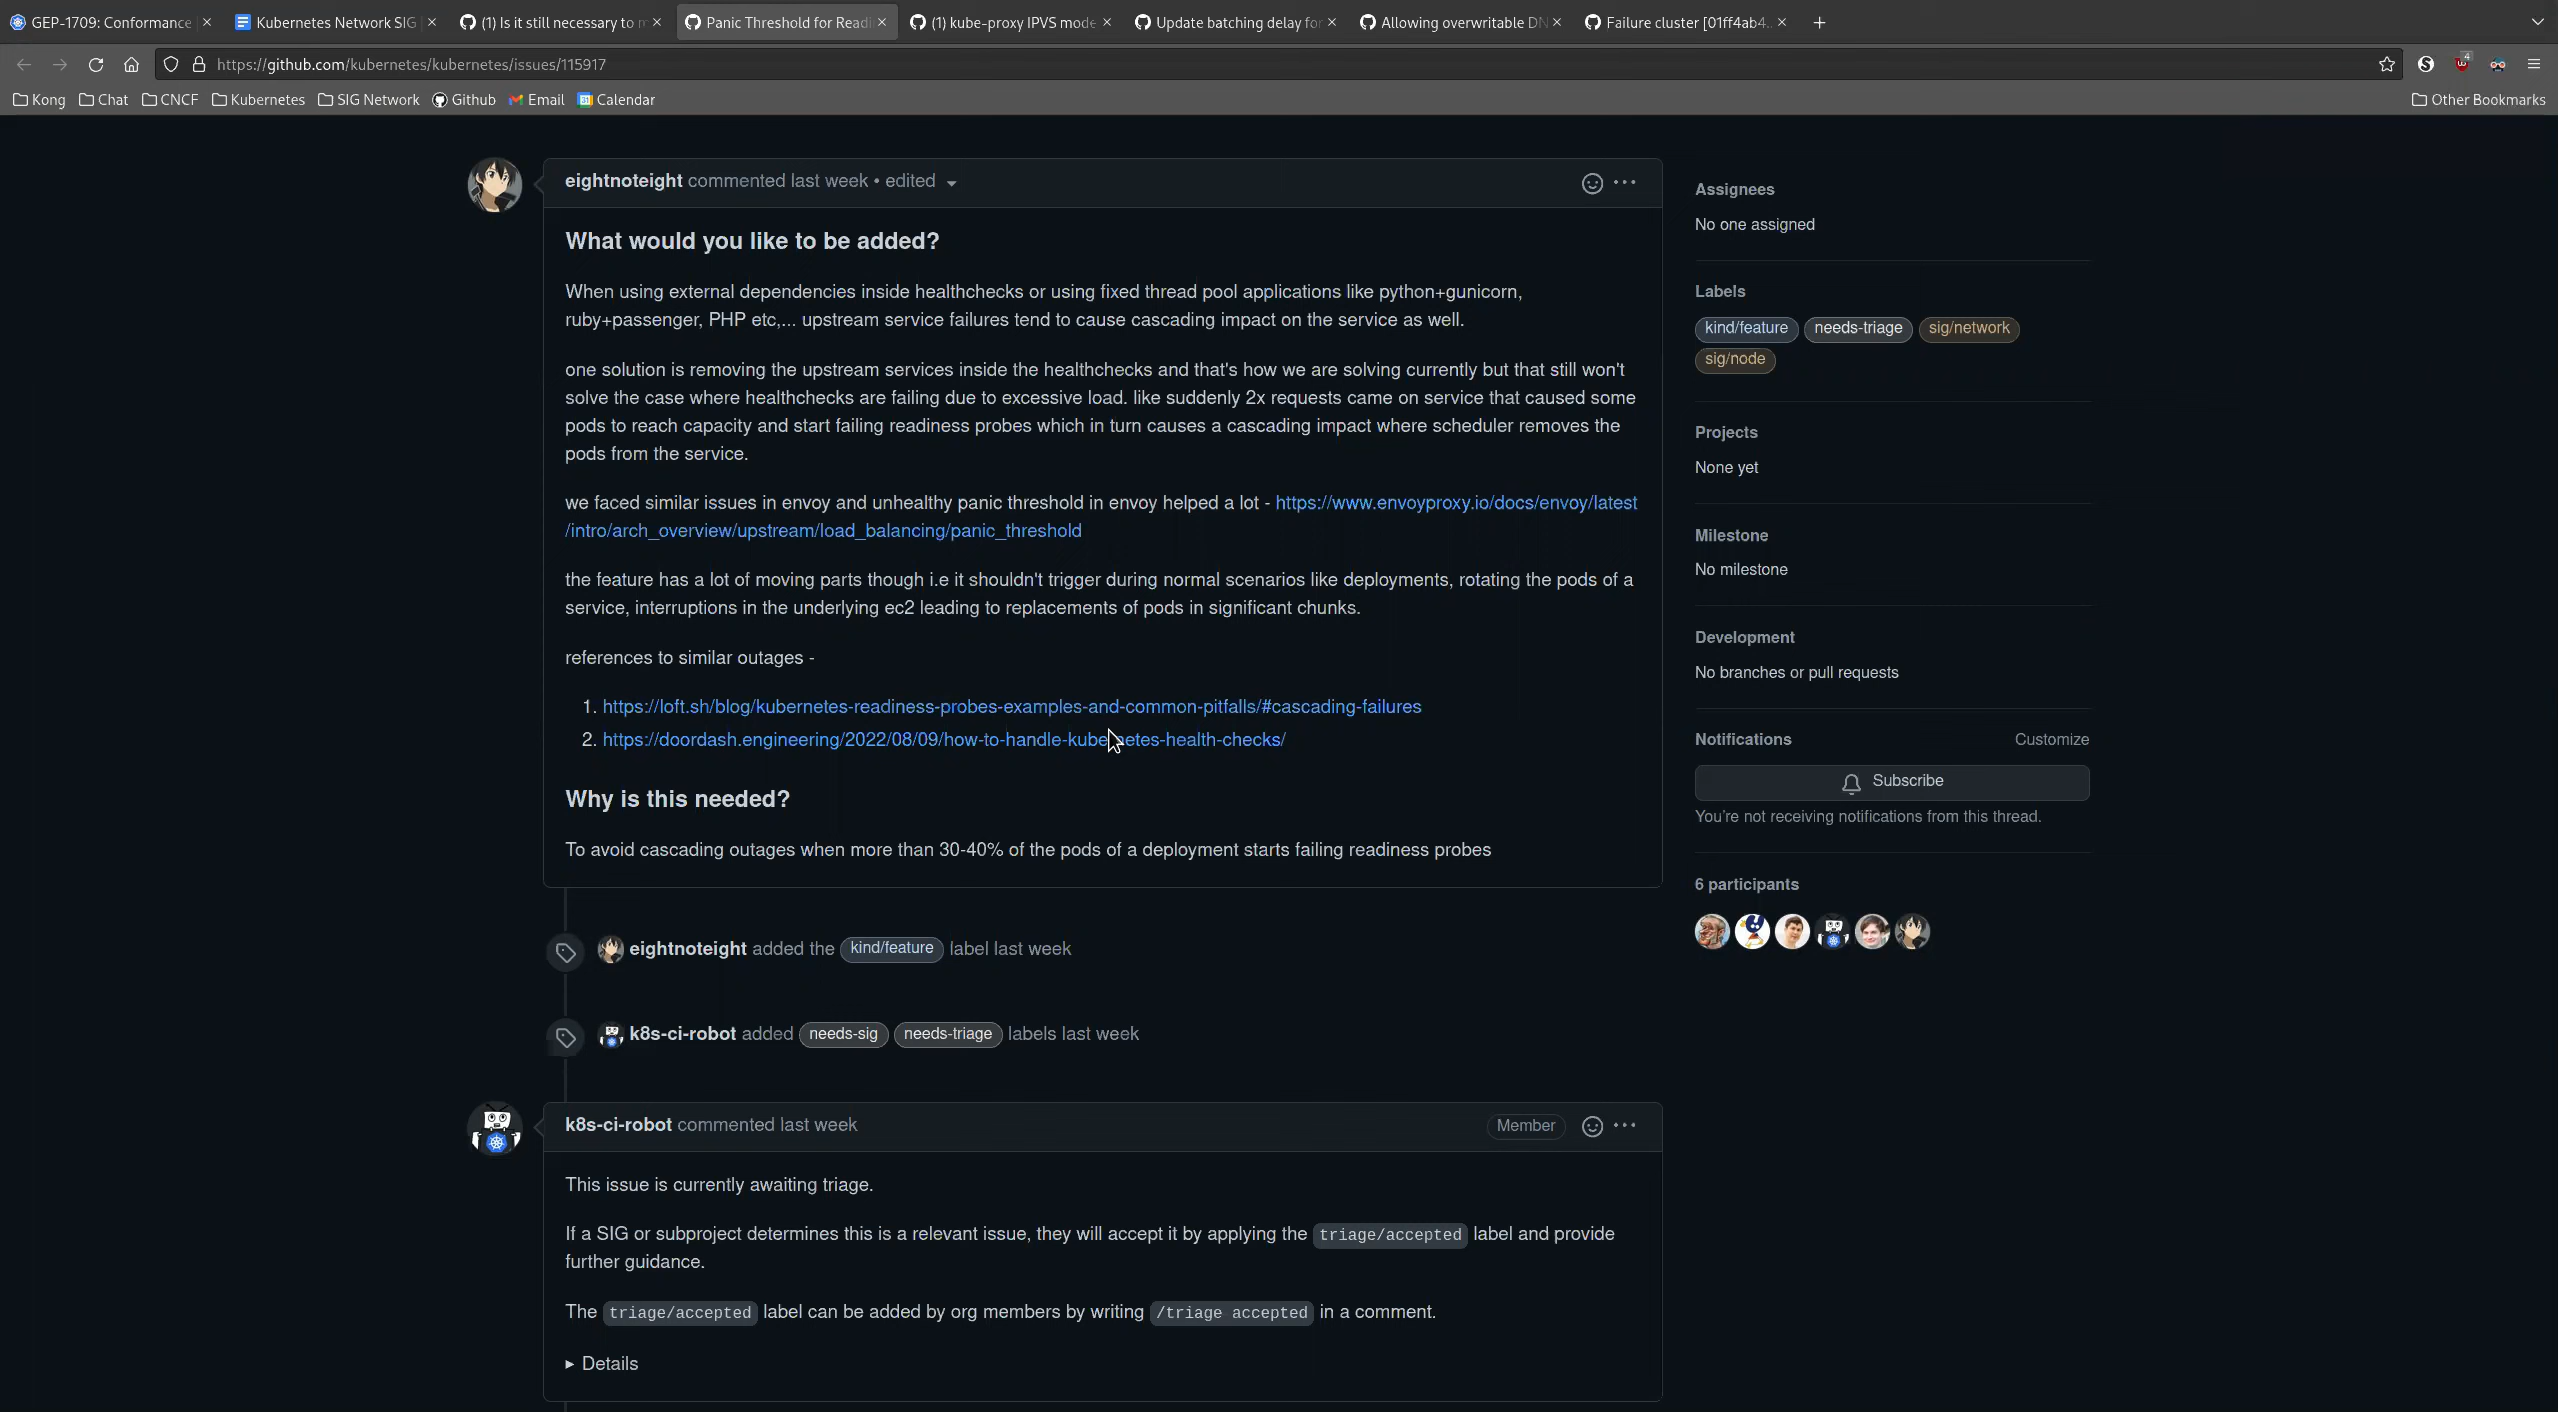 GEP-1709: Conformance
Kubernetes Network SIG
(1) Is it still necessary to m
Panic Threshold for Readi
(1) kube-proxy IPVS mode
Update batching delay for
Allowing overwritable DN
Failure cluster [01ff4ab4...
https://github.com/kubernetes/kubernetes/issues/115917
4
Kong Chat CNCF Kubernetes SIG Network Github Email Calendar
Other Bookmarks
eightnoteight commented last week • edited
What would you like to be added?
When using external dependencies inside healthchecks or using fixed thread pool applications like python+gunicorn,
ruby+passenger, PHP etc,... upstream service failures tend to cause cascading impact on the service as well.
one solution is removing the upstream services inside the healthchecks and that's how we are solving currently but that still won't
solve the case where healthchecks are failing due to excessive load. like suddenly 2x requests came on service that caused some
pods to reach capacity and start failing readiness probes which in turn causes a cascading impact where scheduler removes the
pods from the service.
we faced similar issues in envoy and unhealthy panic threshold in envoy helped a lot - https://www.envoyproxy.io/docs/envoy/latest
/intro/arch_overview/upstream/load_balancing/panic_threshold
the feature has a lot of moving parts though i.e it shouldn't trigger during normal scenarios like deployments, rotating the pods of a
service, interruptions in the underlying ec2 leading to replacements of pods in significant chunks.
references to similar outages -
1. https://loft.sh/blog/kubernetes-readiness-probes-examples-and-common-pitfalls/#cascading-failures
2. https://doordash.engineering/2022/08/09/how-to-handle-kubernetes-health-checks/
Why is this needed?
To avoid cascading outages when more than 30-40% of the pods of a deployment starts failing readiness probes
eightnoteight added the kind/feature label last week
k8s-ci-robot added needs-sig needs-triage labels last week
k8s-ci-robot commented last week
Member
This issue is currently awaiting triage.
If a SIG or subproject determines this is a relevant issue, they will accept it by applying the triage/accepted label and provide
further guidance.
The triage/accepted label can be added by org members by writing /triage accepted in a comment.
Details
Assignees
No one assigned
Labels
kind/feature needs-triage sig/network
sig/node
Projects
None yet
Milestone
No milestone
Development
No branches or pull requests
Notifications Customize
Subscribe
You're not receiving notifications from this thread.
6 participants